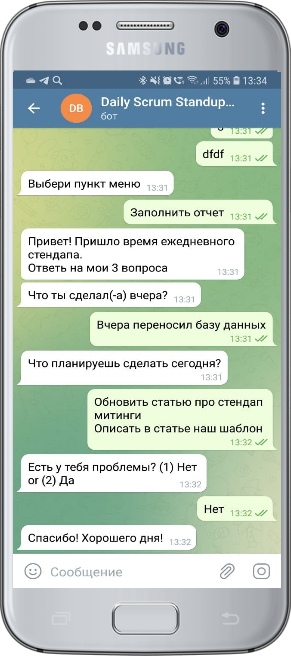 SAMSUNG
55% 13:34
DB
Daily Scrum Standup...
бот
13:31
dfdf 13:31
Выбери пункт меню 13:31
Заполнить отчет 13:31
Привет! Пришло время ежедневного
стендапа.
Ответь на мои 3 вопроса 13:31
Что ты сделал(-а) вчера? 13:31
Вчера переносил базу данных
13:31
Что планируешь сделать сегодня?
13:31
Обновить статью про стендап
митинги
Описать в статье наш шаблон
13:32
Есть у тебя проблемы? (1) Нет
or (2) Да 13:32
Нет 13:32
Спасибо! Хорошего дня! 13:32
Сообщение